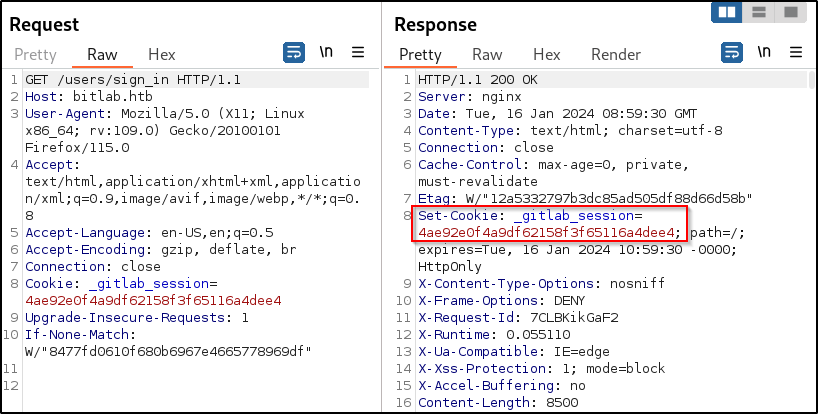 Request
Pretty Raw Hex
\n
1 GET /users/sign_in HTTP/1.1
2 Host: bitlab.htb
3 User-Agent: Mozilla/5.0 (X11; Linux
x86_64; rv:109.0) Gecko/20100101
Firefox/115.0
4 Accept:
text/html,application/xhtml+xml,applicatio
n/xml;q=0.9,image/avif,image/webp,*/*;q=0.
8
5 Accept-Language: en-US,en;q=0.5
6 Accept-Encoding: gzip, deflate, br
7 Connection: close
8 Cookie: _gitlab_session=
4ae92e0f4a9df62158f3f65116a4dee4
9 Upgrade-Insecure-Requests: 1
10 If-None-Match:
W/"8477fd0610f680b6967e4665778969df"
11
12
Response
Pretty Raw Hex Render
\n
1 HTTP/1.1 200 OK
2 Server: nginx
3 Date: Tue, 16 Jan 2024 08:59:30 GMT
4 Content-Type: text/html; charset=utf-8
5 Connection: close
6 Cache-Control: max-age=0, private,
must-revalidate
7 Etag: W/"12a5332797b3dc85ad505df88d66d58b"
8 Set-Cookie: _gitlab_session=
4ae92e0f4a9df62158f3f65116a4dee4; path=/;
expires=Tue, 16 Jan 2024 10:59:30 -0000;
HttpOnly
9 X-Content-Type-Options: nosniff
10 X-Frame-Options: DENY
11 X-Request-Id: 7CLBKikGaF2
12 X-Runtime: 0.055110
13 X-Ua-Compatible: IE=edge
14 X-Xss-Protection: 1; mode=block
15 X-Accel-Buffering: no
16 Content-Length: 8500